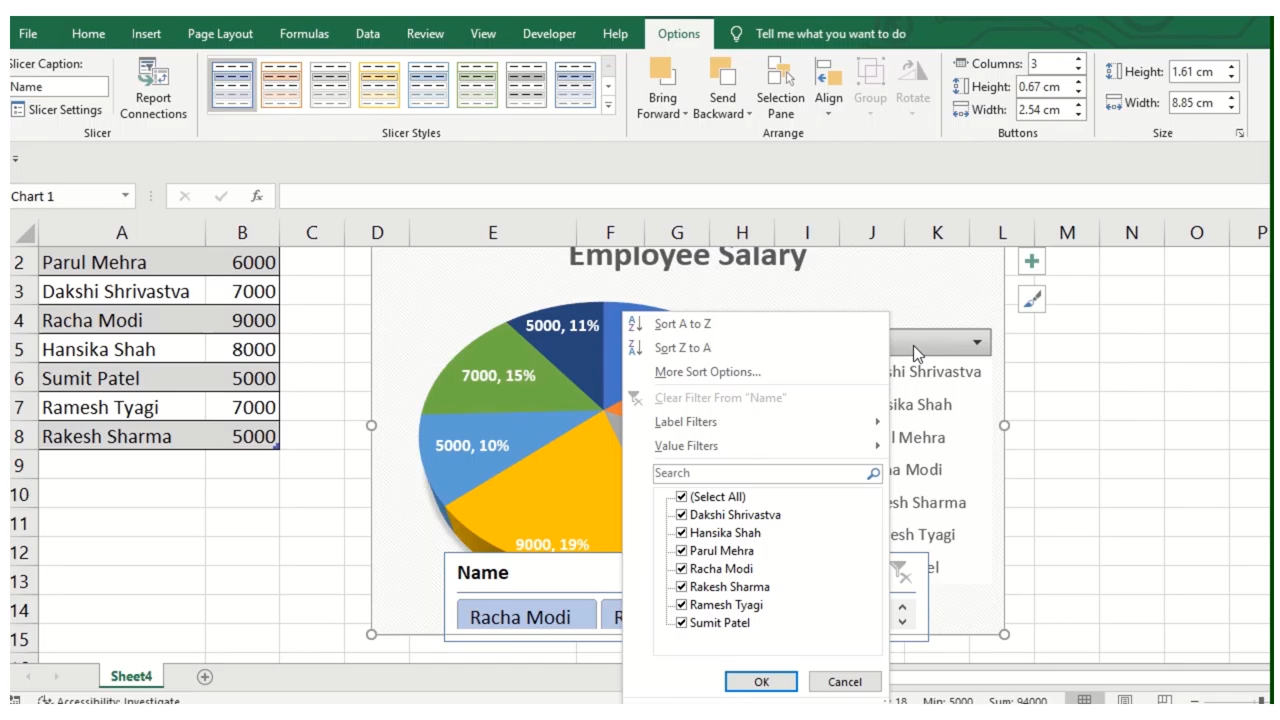 File Home Insert Page Layout Formulas Data Review View Developer Help Options Tell me what you want to do
Slicer Caption:
Name
Slicer Settings
Report Connections
Slicer
Slicer Styles
Bring Forward
Send Backward
Selection Pane
Align
Group
Rotate
Arrange
Columns: 3
Height: 0.67 cm
Width: 2.54 cm
Buttons
Height: 1.61 cm
Width: 8.85 cm
Size
Chart 1
fx
A B C D E F G H I J K L M N O P
Employee Salary
2 Parul Mehra 6000
3 Dakshi Shrivastva 7000
4 Racha Modi 9000
5 Hansika Shah 8000
6 Sumit Patel 5000
7 Ramesh Tyagi 7000
8 Rakesh Sharma 5000
9
10
11
12
13
14
15
5000, 11%
7000, 15%
5000, 10%
9000, 19%
Sort A to Z
Sort Z to A
More Sort Options...
Clear Filter From "Name"
Label Filters
Value Filters
Search
(Select All)
Dakshi Shrivastva
Hansika Shah
Parul Mehra
Racha Modi
Rakesh Sharma
Ramesh Tyagi
Sumit Patel
OK Cancel
shi Shrivastva
sika Shah
l Mehra
ha Modi
esh Sharma
esh Tyagi
el
Name
Racha Modi R
Sheet4
Accessibility: Investigate
18 Min: 5000 Sum: 94000